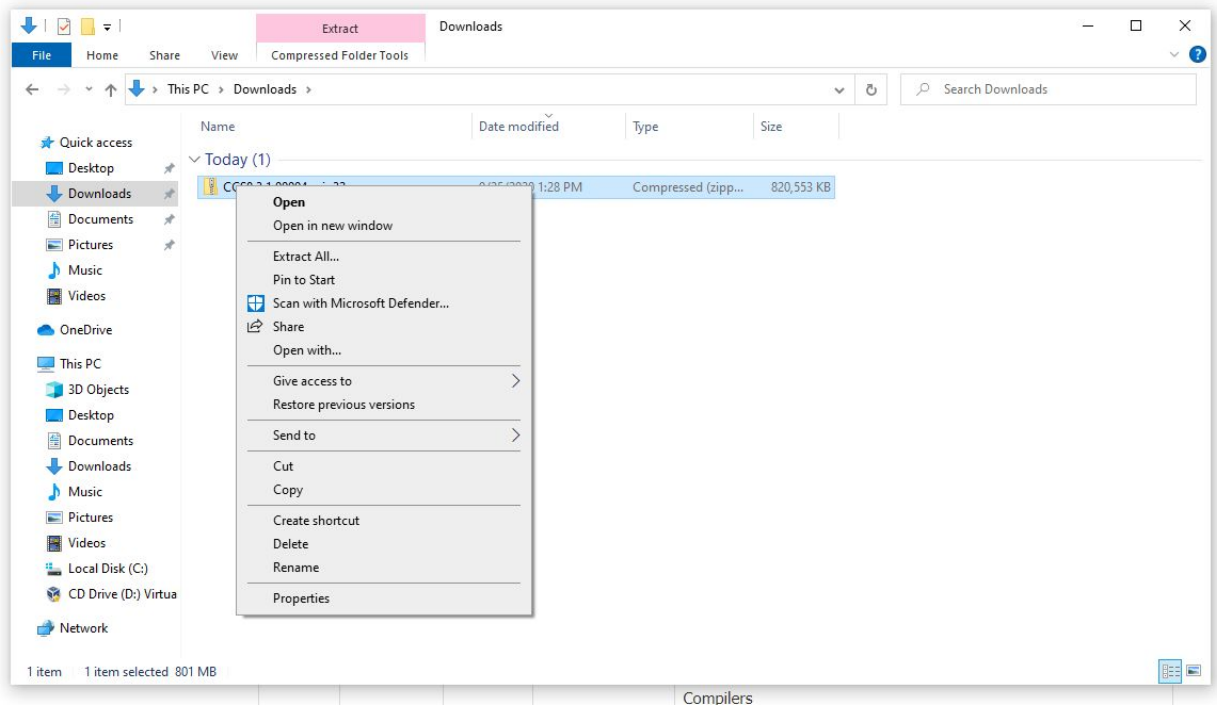 Extract
Downloads
File
Home
Share
View
Compressed Folder Tools
This PC
Downloads
Search Downloads
Name
Date modified
Type
Size
Quick access
Desktop
Downloads
Documents
Pictures
Music
Videos
OneDrive
This PC
3D Objects
Desktop
Documents
Downloads
Music
Pictures
Videos
Local Disk (C:)
CD Drive (D:) Virtua
Network
Today (1)
1:28 PM
Compressed (zipp...
820,553 KB
Open
Open in new window
Extract All...
Pin to Start
Scan with Microsoft Defender...
Share
Open with...
Give access to
Restore previous versions
Send to
Cut
Copy
Create shortcut
Delete
Rename
Properties
1 item
1 item selected 801 MB
Compilers